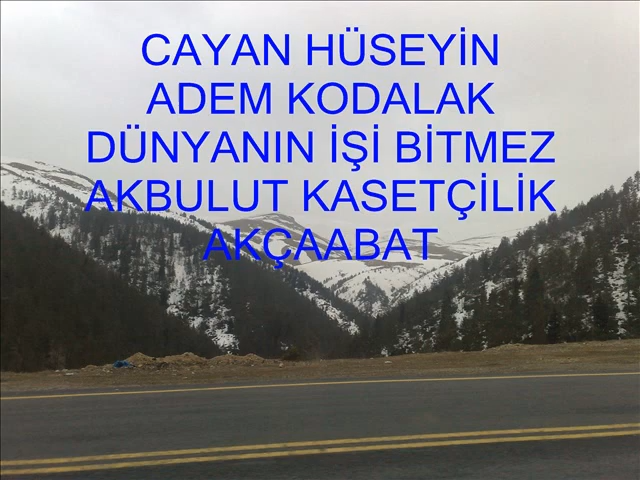 CAYAN HÜSEYİN
ADEM KODALAK
DÜNYANIN İŞİ BİTMEZ
AKBULUT KASETÇİLİK
AKÇAABAT